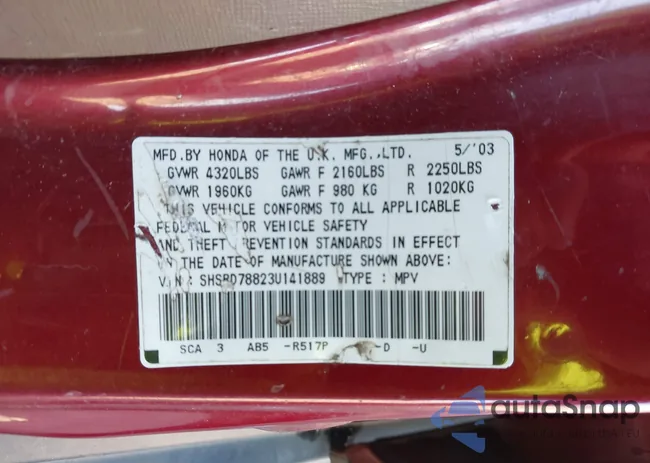 MFD.BY HONDA OF THE U.K. MFG.,LTD. 5/'03
GVWR 4320LBS GAWR F 2160LBS R 2250LBS
GVWR 1960KG GAWR F 980 KG R 1020KG
THIS VEHICLE CONFORMS TO ALL APPLICABLE
FEDERAL MOTOR VEHICLE SAFETY
AND THEFT PREVENTION STANDARDS IN EFFECT
ON THE DATE OF MANUFACTURE SHOWN ABOVE:
VIN : SHSRD78823U141889 TYPE : MPV
SCA 3 AB5 -R517P -D -U
autoSnap